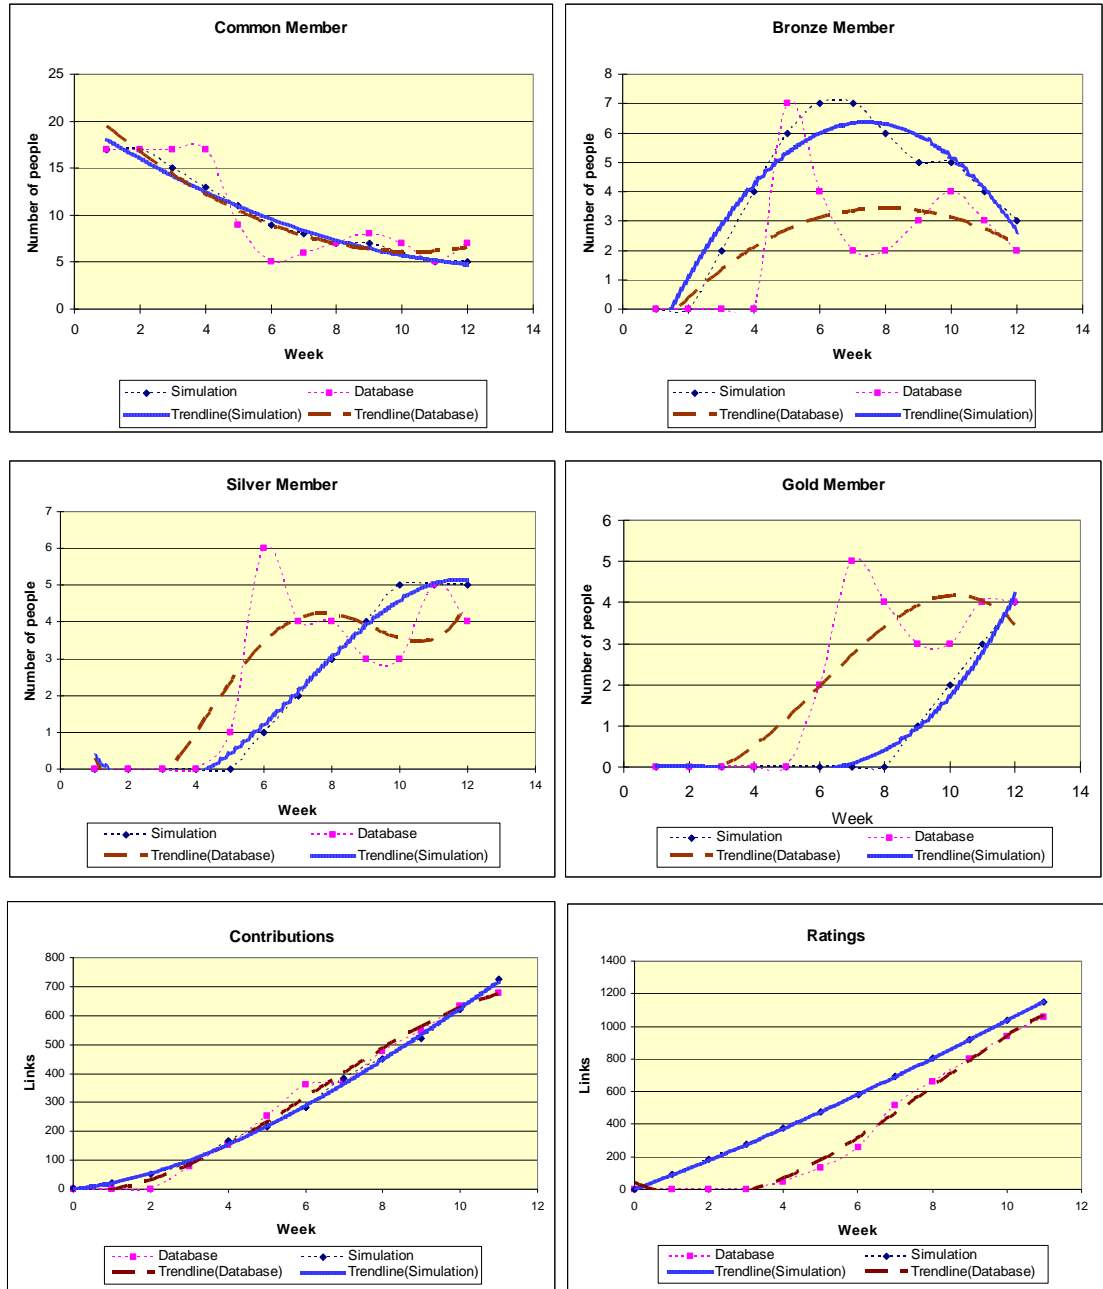 Common Member
Number of people
25
20
15
10
5
0
0 2 4 6 8 10 12 14
Week
Simulation Database
Trendline(Simulation) Trendline(Database)
Bronze Member
Number of people
8
7
6
5
4
3
2
1
0
0 2 4 6 8 10 12 14
Week
Simulation Database
Trendline(Database) Trendline(Simulation)
Silver Member
Number of people
7
6
5
4
3
2
1
0
0 2 4 6 8 10 12 14
Week
Simulation Database
Trendline(Database) Trendline(Simulation)
Gold Member
Number of people
6
5
4
3
2
1
0
0 2 4 6 8 10 12 14
Week
Simulation Database
Trendline(Database) Trendline(Simulation)
Contributions
Links
800
700
600
500
400
300
200
100
0
0 2 4 6 8 10 12
Week
Database Simulation
Trendline(Database) Trendline(Simulation)
Ratings
Links
1400
1200
1000
800
600
400
200
0
0 2 4 6 8 10 12
Week
Database Simulation
Trendline(Simulation) Trendline(Database)